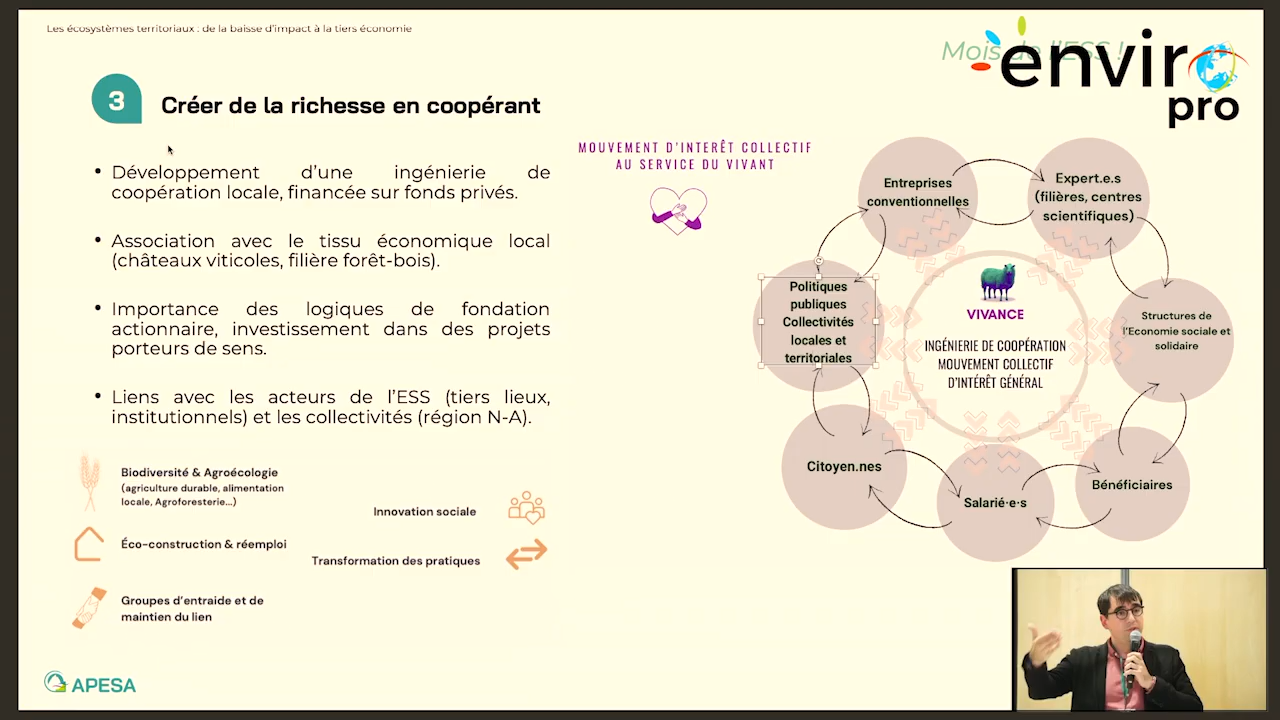 Les écosystèmes territoriaux : de la baisse d'impact à la tiers économie
Mois de l'ESS !
enviro
pro
3
Créer de la richesse en coopérant
• Développement d'une ingénierie de
coopération locale, financée sur fonds privés.
• Association avec le tissu économique local
(châteaux viticoles, filière forêt-bois).
• Importance des logiques de fondation
actionnaire, investissement dans des projets
porteurs de sens.
• Liens avec les acteurs de l'ESS (tiers lieux,
institutionnels) et les collectivités (région N-A).
Biodiversité & Agroécologie
(agriculture durable, alimentation
locale, Agroforesterie...)
Éco-construction & réemploi
Groupes d'entraide et de
maintien du lien
Innovation sociale
Transformation des pratiques
MOUVEMENT D'INTERÊT COLLECTIF
AU SERVICE DU VIVANT
Entreprises
conventionnelles
Expert.e.s
(filières, centres
scientifiques)
Politiques
publiques
Collectivités
locales et
territoriales
VIVANCE
INGÉNIERIE DE COOPÉRATION
MOUVEMENT COLLECTIF
D'INTÉRÊT GÉNÉRAL
Structures de
l'Economie sociale et
solidaire
Citoyen.nes
Salarié·e·s
Bénéficiaires
APESA